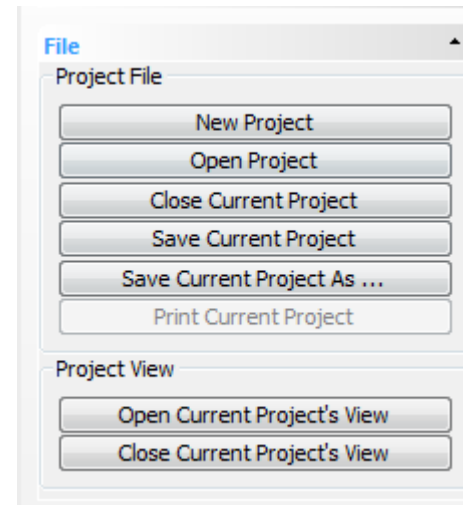 File
Project File
New Project
Open Project
Close Current Project
Save Current Project
Save Current Project As ...
Print Current Project
Project View
Open Current Project's View
Close Current Project's View